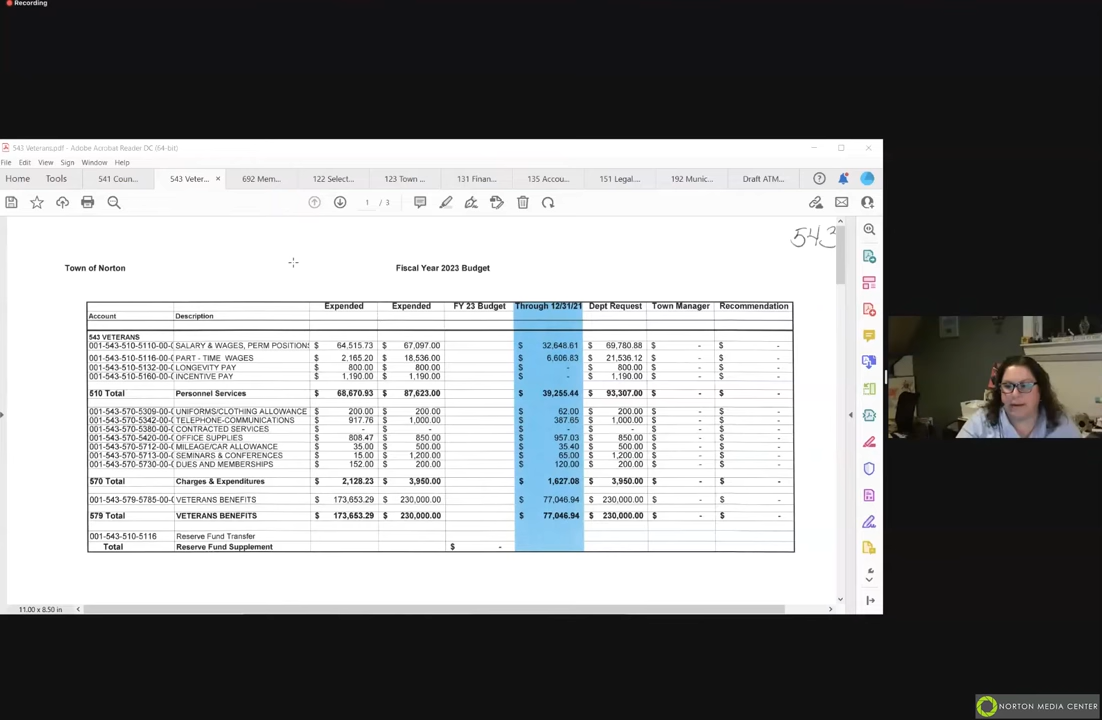 Recording
543 Veterans.pdf - Adobe Acrobat Reader DC (64-bit)
File Edit View Sign Window Help
Home Tools 541 Coun... 543 Veter... × 692 Mem... 122 Select... 123 Town ... 131 Finan... 135 Accou... 151 Legal... 192 Munic... Draft ATM...
1 / 3
543
Town of Norton Fiscal Year 2023 Budget
Expended Expended FY 23 Budget Through 12/31/21 Dept Request Town Manager Recommendation
Account Description
543 VETERANS
001-543-510-5110-00-0 SALARY & WAGES, PERM POSITIONS $ 64,515.73 $ 67,097.00 $ 32,648.61 $ 69,780.88 $ - $ -
001-543-510-5116-00-0 PART - TIME WAGES $ 2,165.20 $ 18,536.00 $ 6,606.83 $ 21,536.12 $ - $ -
001-543-510-5132-00-0 LONGEVITY PAY $ 800.00 $ 800.00 $ - $ 800.00 $ - $ -
001-543-510-5160-00-0 INCENTIVE PAY $ 1,190.00 $ 1,190.00 $ - $ 1,190.00 $ - $ -
510 Total Personnel Services $ 68,670.93 $ 87,623.00 $ 39,255.44 $ 93,307.00 $ - $ -
001-543-570-5309-00-0 UNIFORMS/CLOTHING ALLOWANCE $ 200.00 $ 200.00 $ 62.00 $ 200.00 $ - $ -
001-543-570-5342-00-0 TELEPHONE-COMMUNICATIONS $ 917.76 $ 1,000.00 $ 387.65 $ 1,000.00 $ - $ -
001-543-570-5380-00-0 CONTRACTED SERVICES $ - $ - $ - $ - $ - $ -
001-543-570-5420-00-0 OFFICE SUPPLIES $ 808.47 $ 850.00 $ 957.03 $ 850.00 $ - $ -
001-543-570-5712-00-0 MILEAGE/CAR ALLOWANCE $ 35.00 $ 400.00 $ 35.40 $ 500.00 $ - $ -
001-543-570-5713-00-0 SEMINARS & CONFERENCES $ 15.00 $ 1,200.00 $ 65.00 $ 1,200.00 $ - $ -
001-543-570-5730-00-0 DUES AND MEMBERSHIPS $ 152.00 $ 200.00 $ 120.00 $ 200.00 $ - $ -
570 Total Charges & Expenditures $ 2,128.23 $ 3,950.00 $ 1,627.08 $ 3,950.00 $ - $ -
001-543-579-5785-00-0 VETERANS BENEFITS $ 173,653.29 $ 230,000.00 $ 77,046.94 $ 230,000.00 $ - $ -
579 Total VETERANS BENEFITS $ 173,653.29 $ 230,000.00 $ 77,046.94 $ 230,000.00 $ - $ -
001-543-510-5116 Reserve Fund Transfer
Total Reserve Fund Supplement $ -
11.00 x 8.50 in
NORTON MEDIA CENTER